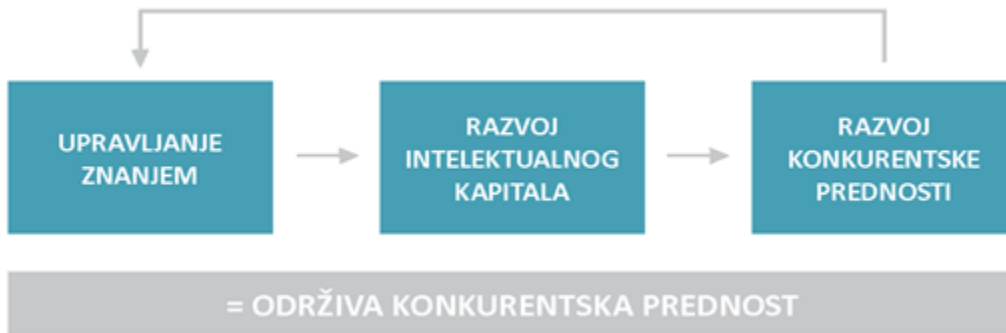 UPRAVLJANJE
ZNANJEM
RAZVOJ
INTELEKTUALNOG
KAPITALA
RAZVOJ
KONKURENTSKE
PREDNOSTI
= ODRŽIVA KONKURENTSKA PREDNOST